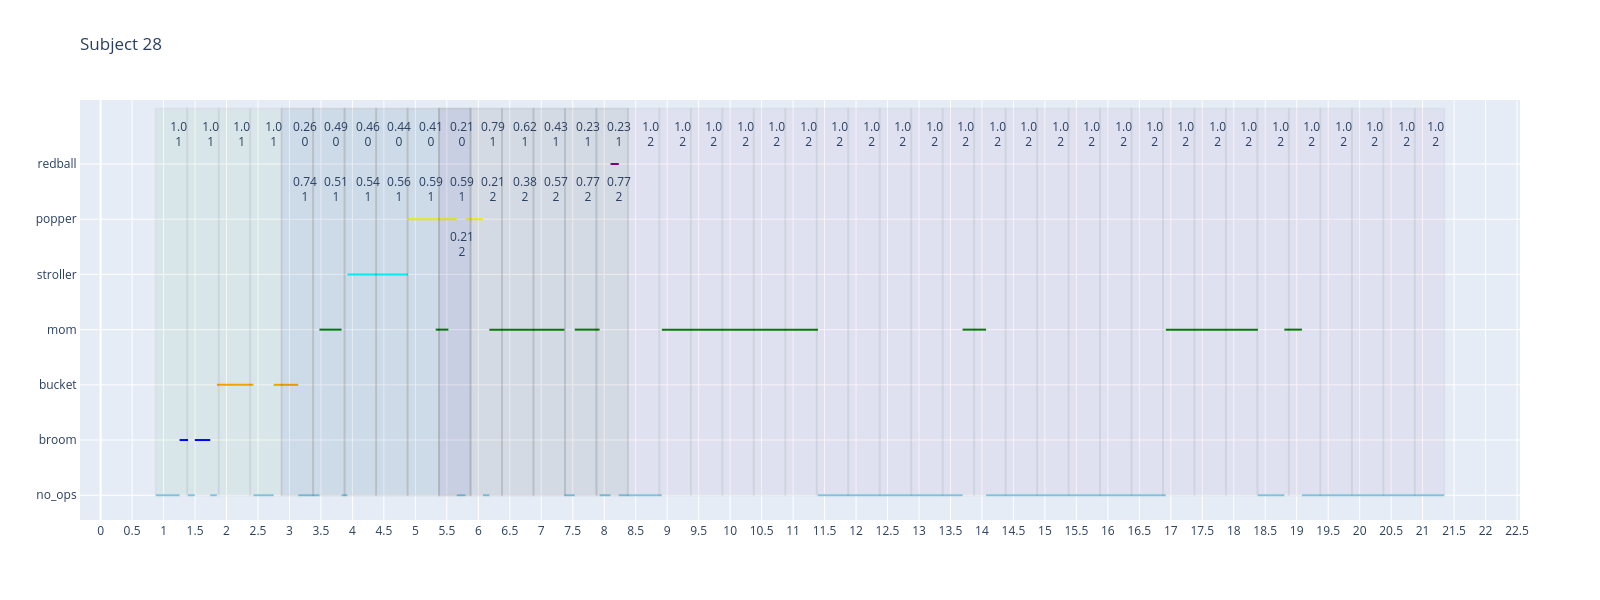 Subject 28
1.0 1.0 1.0 1.0 0.26 0.49 0.46 0.44 0.41 0.21 0.79 0.62 0.43 0.23 0.23 1.0 1.0 1.0 1.0 1.0 1.0 1.0 1.0 1.0 1.0 1.0 1.0 1.0 1.0 1.0 1.0 1.0 1.0 1.0 1.0 1.0 1.0 1.0 1.0 1.0 1.0
1 1 1 1 0 0 0 0 0 0 1 1 1 1 1 2 2 2 2 2 2 2 2 2 2 2 2 2 2 2 2 2 2 2 2 2 2 2 2 2 2
redball
0.74 0.51 0.54 0.56 0.59 0.59 0.21 0.38 0.57 0.77 0.77
1 1 1 1 1 1 2 2 2 2 2
popper
0.21
2
stroller
mom
bucket
broom
no_ops
0 0.5 1 1.5 2 2.5 3 3.5 4 4.5 5 5.5 6 6.5 7 7.5 8 8.5 9 9.5 10 10.5 11 11.5 12 12.5 13 13.5 14 14.5 15 15.5 16 16.5 17 17.5 18 18.5 19 19.5 20 20.5 21 21.5 22 22.5